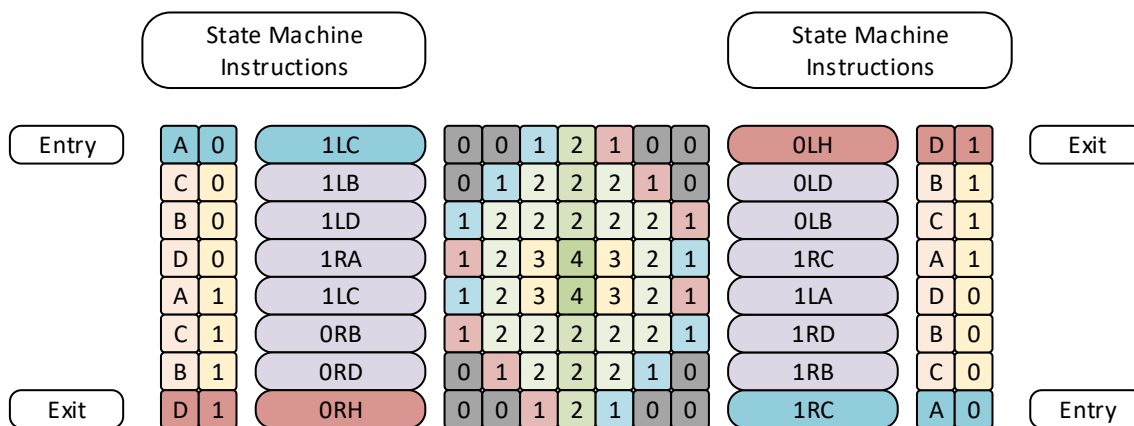 State Machine
Instructions
State Machine
Instructions
Entry A 0 1LC 0 0 1 2 1 0 0 0LH D 1 Exit
C 0 1LB 0 1 2 2 2 1 0 0LD B 1
B 0 1LD 1 2 2 2 2 2 1 0LB C 1
D 0 1RA 1 2 3 4 3 2 1 1RC A 1
A 1 1LC 1 2 3 4 3 2 1 1LA D 0
C 1 0RB 1 2 2 2 2 2 1 1RD B 0
B 1 0RD 0 1 2 2 2 1 0 1RB C 0
Exit D 1 0RH 0 0 1 2 1 0 0 1RC A 0 Entry